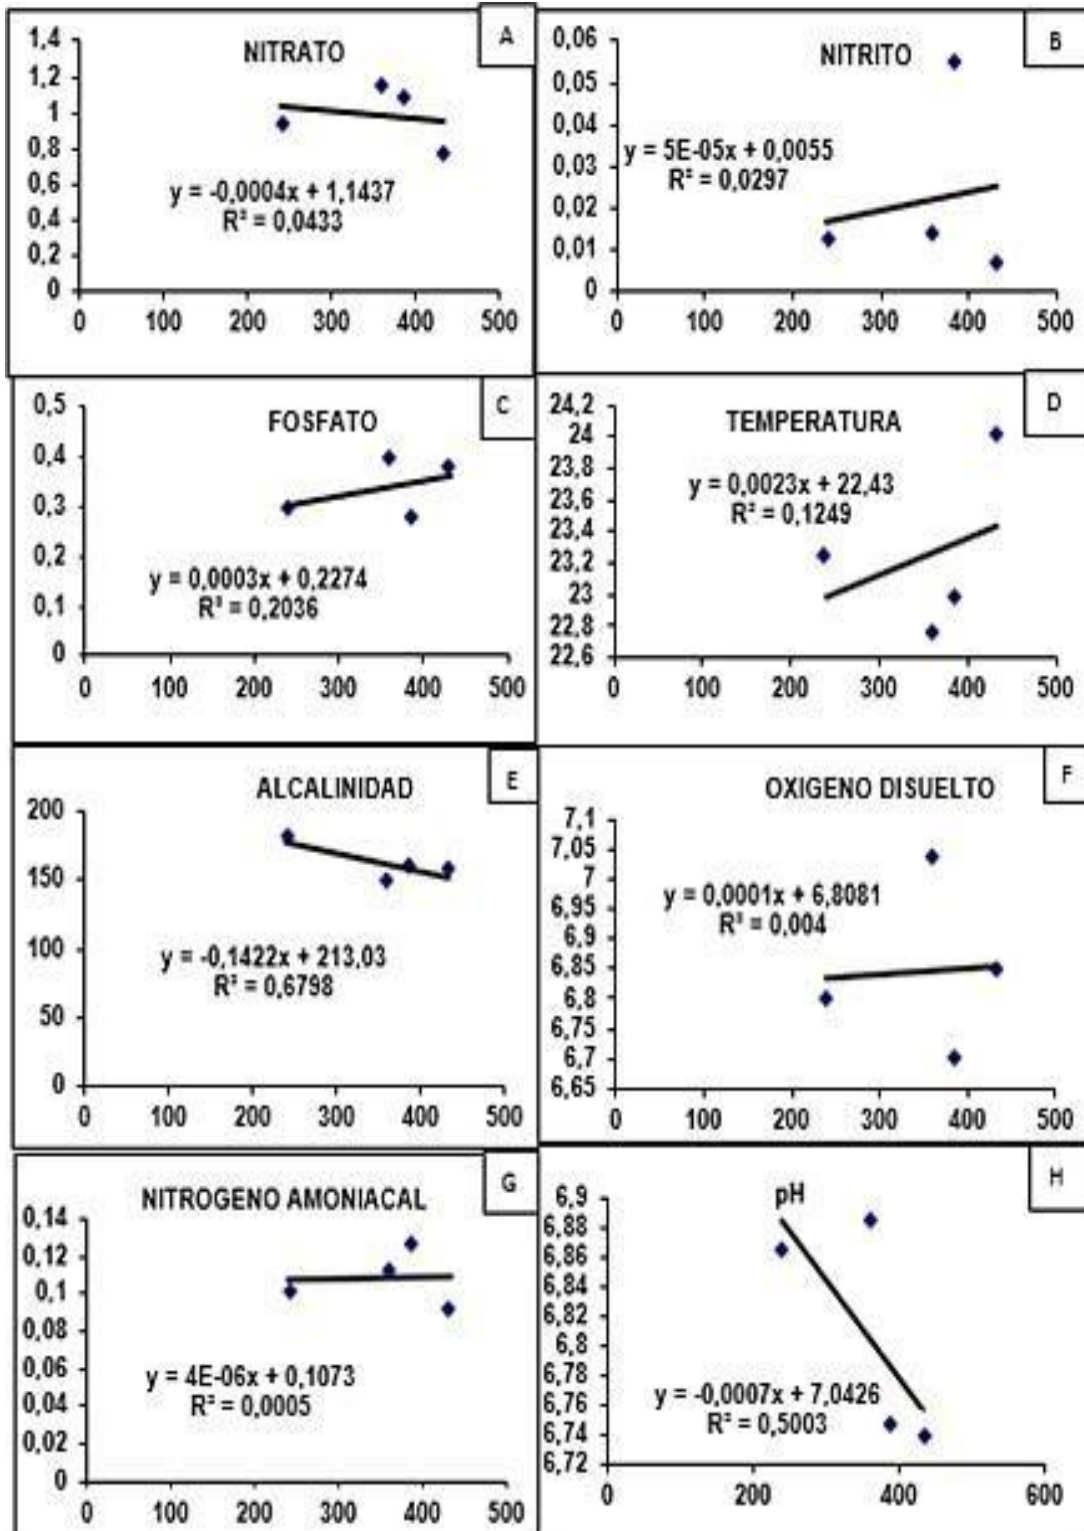 A
NITRATO
1,4
1,2
1
0,8
0,6
0,4
0,2
0
y = -0,0004x + 1,1437
R² = 0,0433
0 100 200 300 400 500
B
NITRITO
0,06
0,05
0,04
0,03
0,02
0,01
0
y = 5E-05x + 0,0055
R² = 0,0297
0 100 200 300 400 500
C
FOSFATO
0,5
0,4
0,3
0,2
0,1
0
y = 0,0003x + 0,2274
R² = 0,2036
0 100 200 300 400 500
D
TEMPERATURA
24,2
24
23,8
23,6
23,4
23,2
23
22,8
22,6
y = 0,0023x + 22,43
R² = 0,1249
0 100 200 300 400 500
E
ALCALINIDAD
200
150
100
50
0
y = -0,1422x + 213,03
R² = 0,6798
0 100 200 300 400 500
F
OXIGENO DISUELTO
7,1
7,05
7
6,95
6,9
6,85
6,8
6,75
6,7
6,65
y = 0,0001x + 6,8081
R² = 0,004
0 100 200 300 400 500
G
NITROGENO AMONIACAL
0,14
0,12
0,1
0,08
0,06
0,04
0,02
0
y = 4E-06x + 0,1073
R² = 0,0005
0 100 200 300 400 500
H
pH
6,9
6,88
6,86
6,84
6,82
6,8
6,78
6,76
6,74
6,72
y = -0,0007x + 7,0426
R² = 0,5003
0 200 400 600